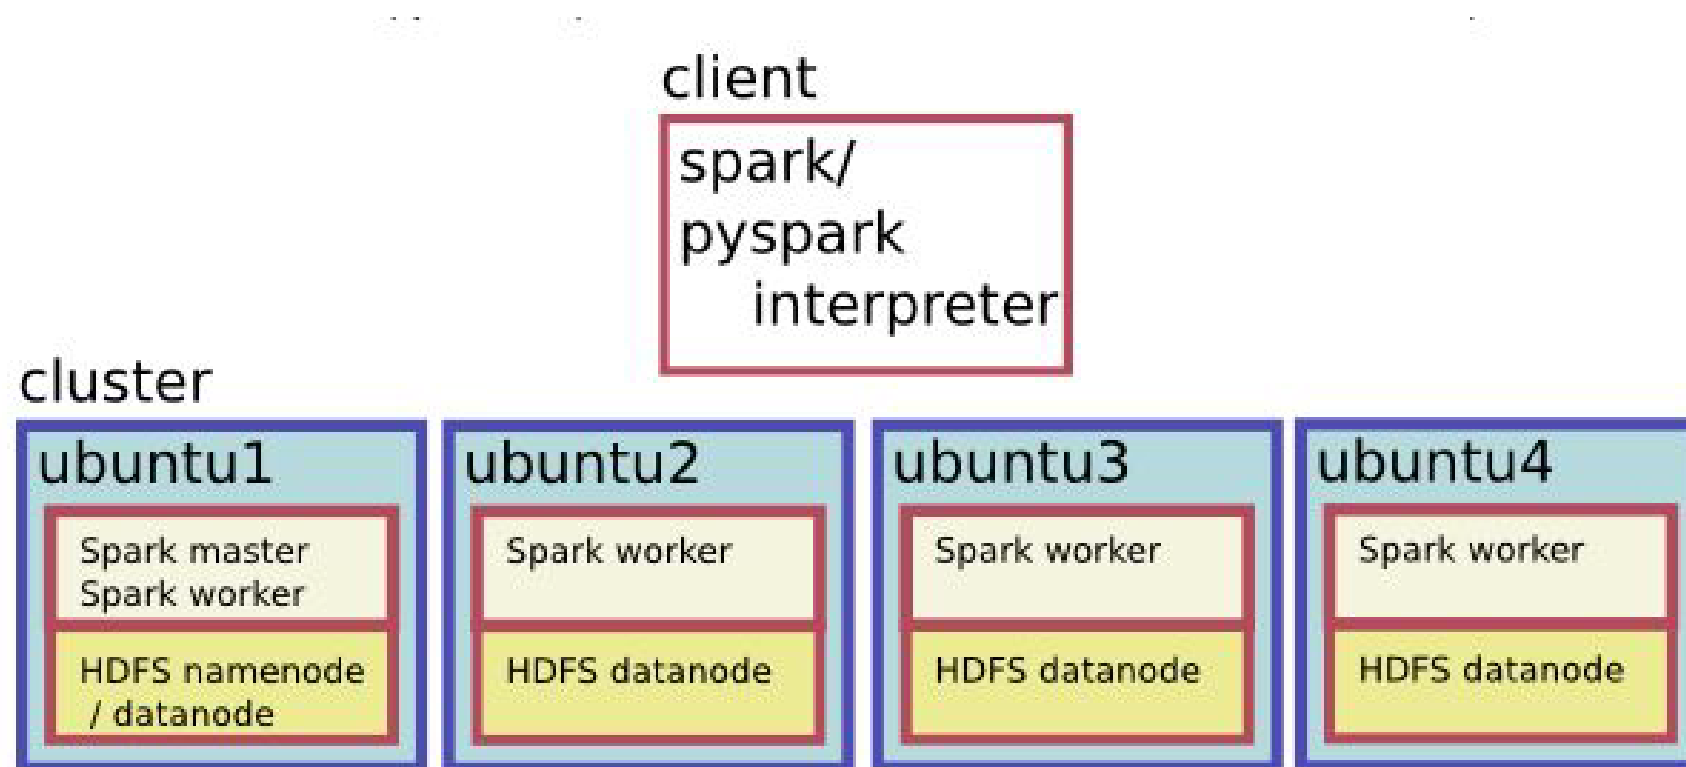 client
spark/
pyspark
interpreter
cluster
ubuntu1
Spark master
Spark worker
HDFS namenode
/ datanode
ubuntu2
Spark worker
HDFS datanode
ubuntu3
Spark worker
HDFS datanode
ubuntu4
Spark worker
HDFS datanode